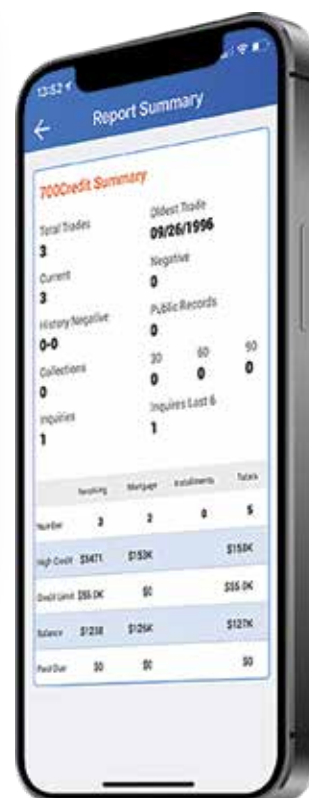 13:52
Report Summary
700Credit Summary
Total Trades Oldest Trade
3 09/26/1996
Current Negative
3 0
History Negative Public Records
0-0 0
Collections 30 60 90
0 0 0 0
Inquiries Inquires Last 6
1 1
Revolving Mortgage Installments Totals
Number 3 2 0 5
High Credit $153K
Credit Limit $55.0K $0 $55.0K
Balance $126K $127K
Past Due $0 $0 $0